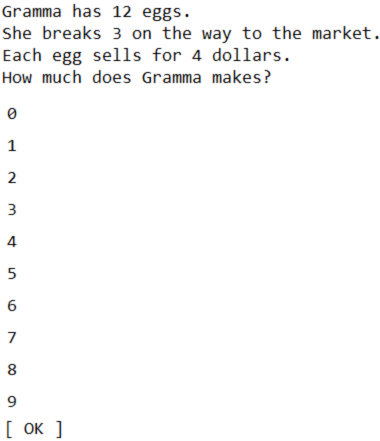 Gramma has 12 eggs.
She breaks 3 on the way to the market.
Each egg sells for 4 dollars.
How much does Gramma makes?
0
1
2
3
4
5
6
7
8
9
[ OK ]